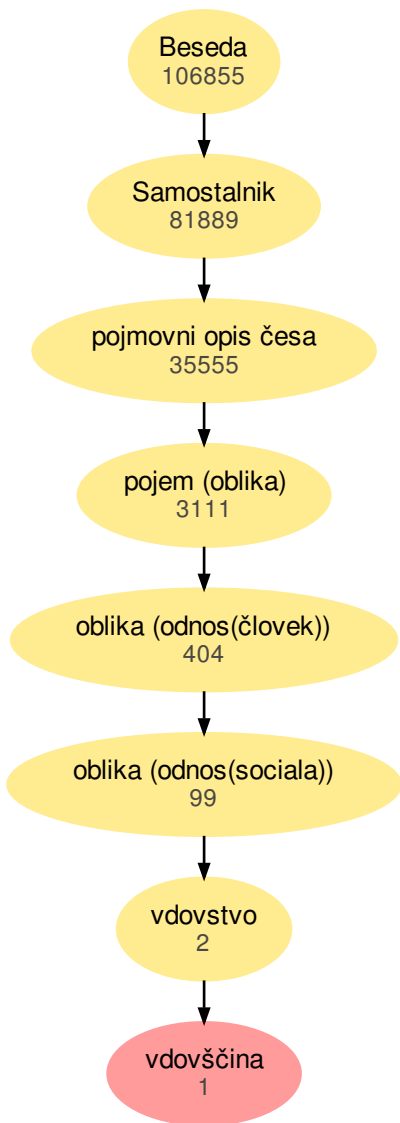 Beseda
106855
Samostalnik
81889
pojmovni opis česa
35555
pojem (oblika)
3111
oblika (odnos(človek))
404
oblika (odnos(sociala))
99
vdovstvo
2
vdovščina
1